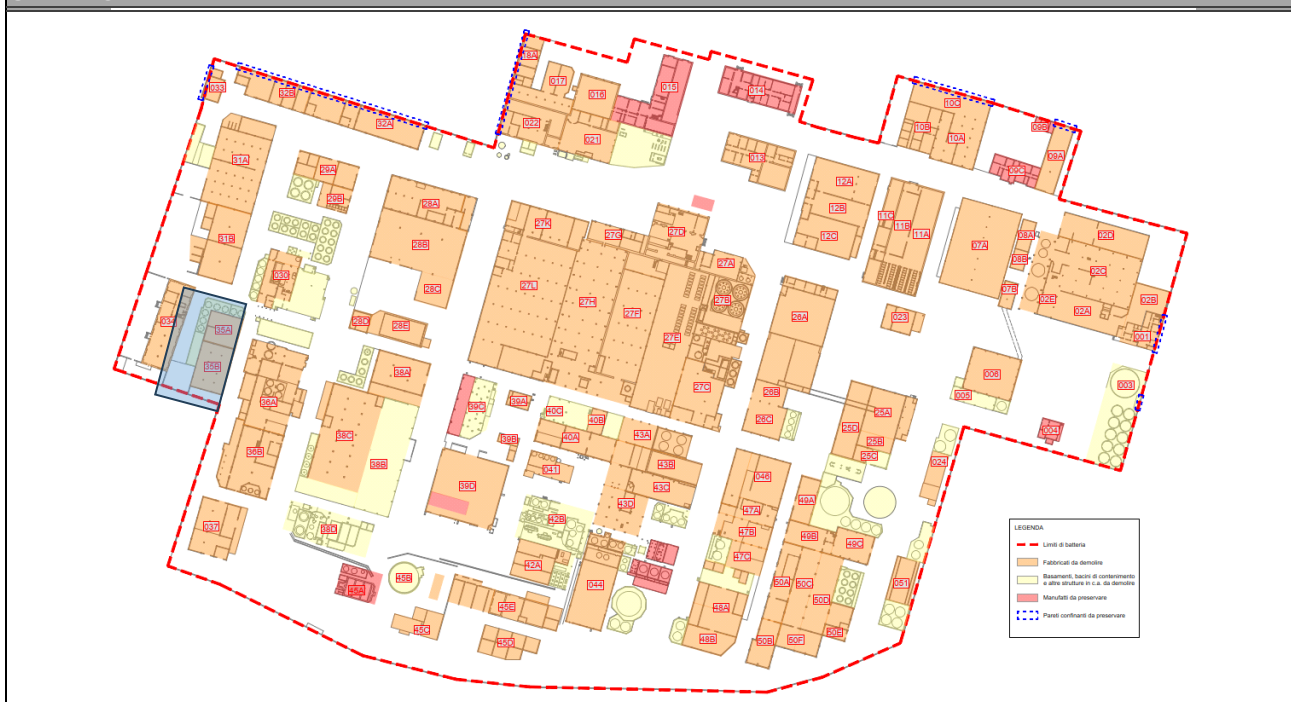 18A
017
016
015
014
033
32B
32A
022
021
013
10C
10B
10A
09B
09A
09C
31A
29A
29B
28A
12A
12B
12C
11C
11B
11A
31B
28B
27K
27G
27D
27A
07A
08A
08B
02D
02C
030
28C
27L
27H
27F
27B
07B
02E
02A
02B
034
35A
28D
28E
27E
26A
023
001
35B
38A
27C
006
005
003
36A
39C
39A
40C
40B
26B
26C
25A
25D
25B
25C
004
38C
39B
40A
43A
36B
38B
041
43B
43C
046
024
39D
43D
49A
47A
037
38D
42B
47B
49B
49C
47C
45B
42A
044
50A
50C
051
45A
45E
48A
50D
45C
45D
48B
50B
50F
50E
LEGENDA
Limiti di batteria
Fabbricati da demolire
Basamenti, bacini di contenimento
e altre strutture in c.a. da demolire
Manufatti da preservare
Pareti confinanti da preservare